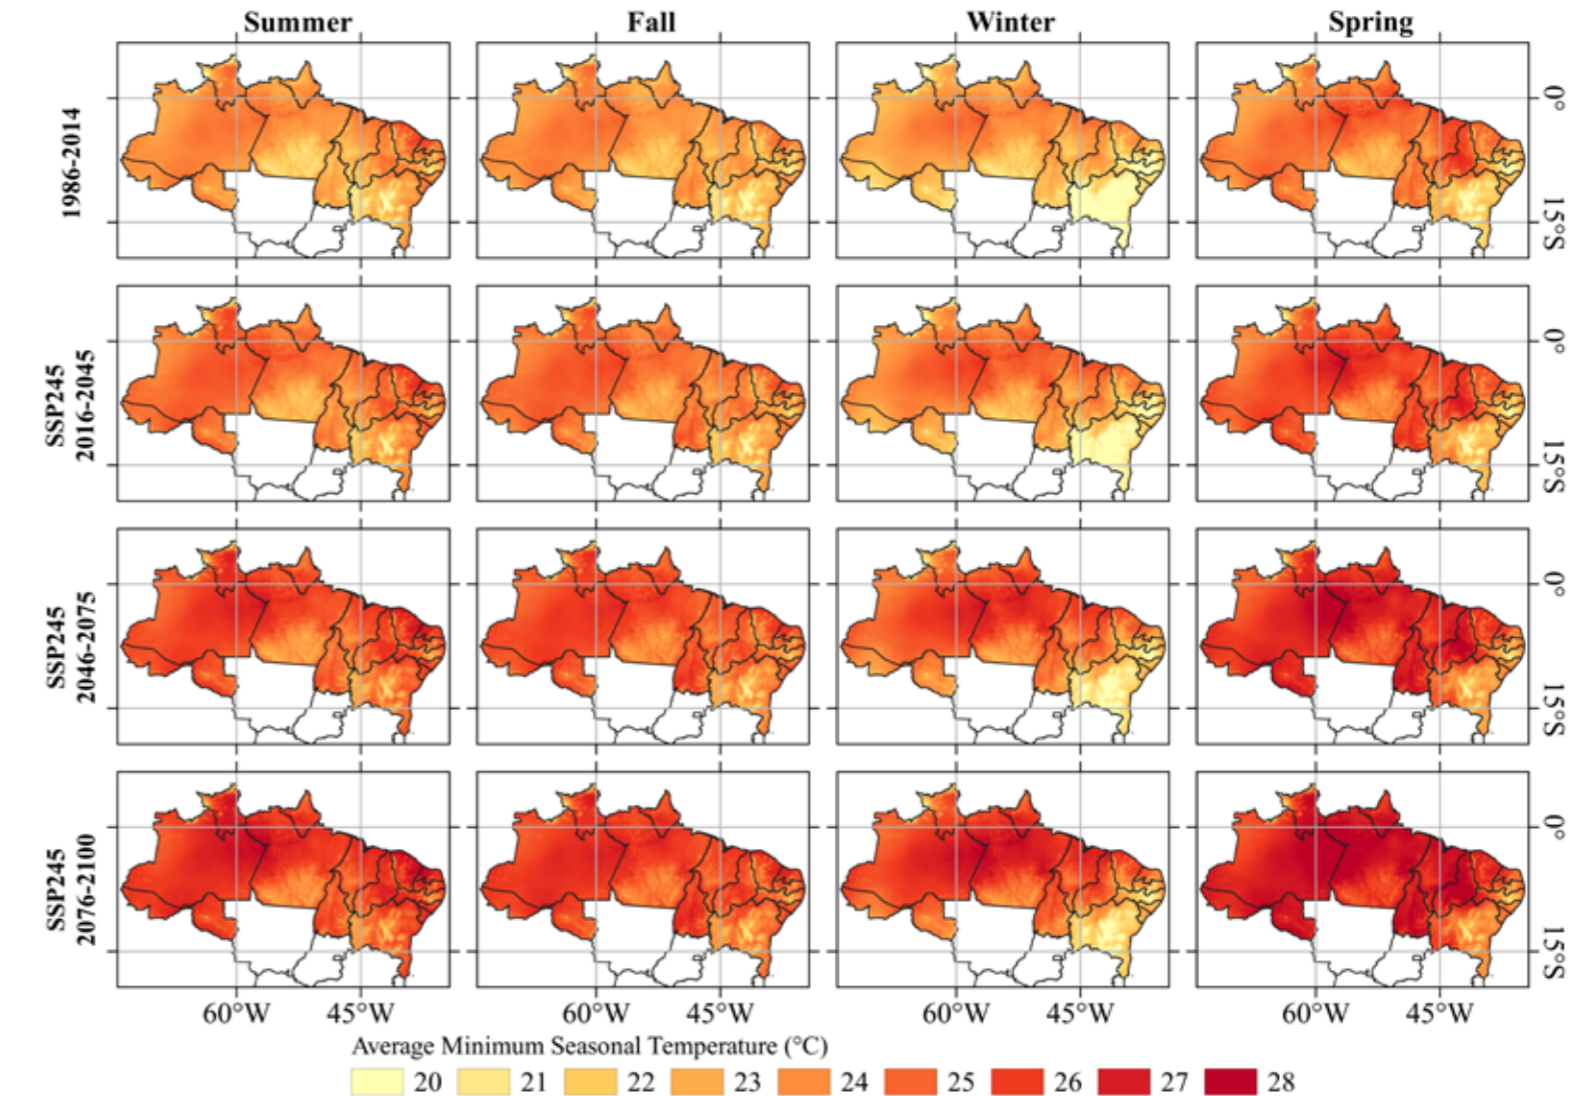 Summer Fall Winter Spring
1986-2014
0°
15°S
SSP245
2016-2045
0°
15°S
SSP245
2046-2075
0°
15°S
SSP245
2076-2100
0°
15°S
60°W 45°W 60°W 45°W 60°W 45°W 60°W 45°W
Average Minimum Seasonal Temperature (°C)
20 21 22 23 24 25 26 27 28